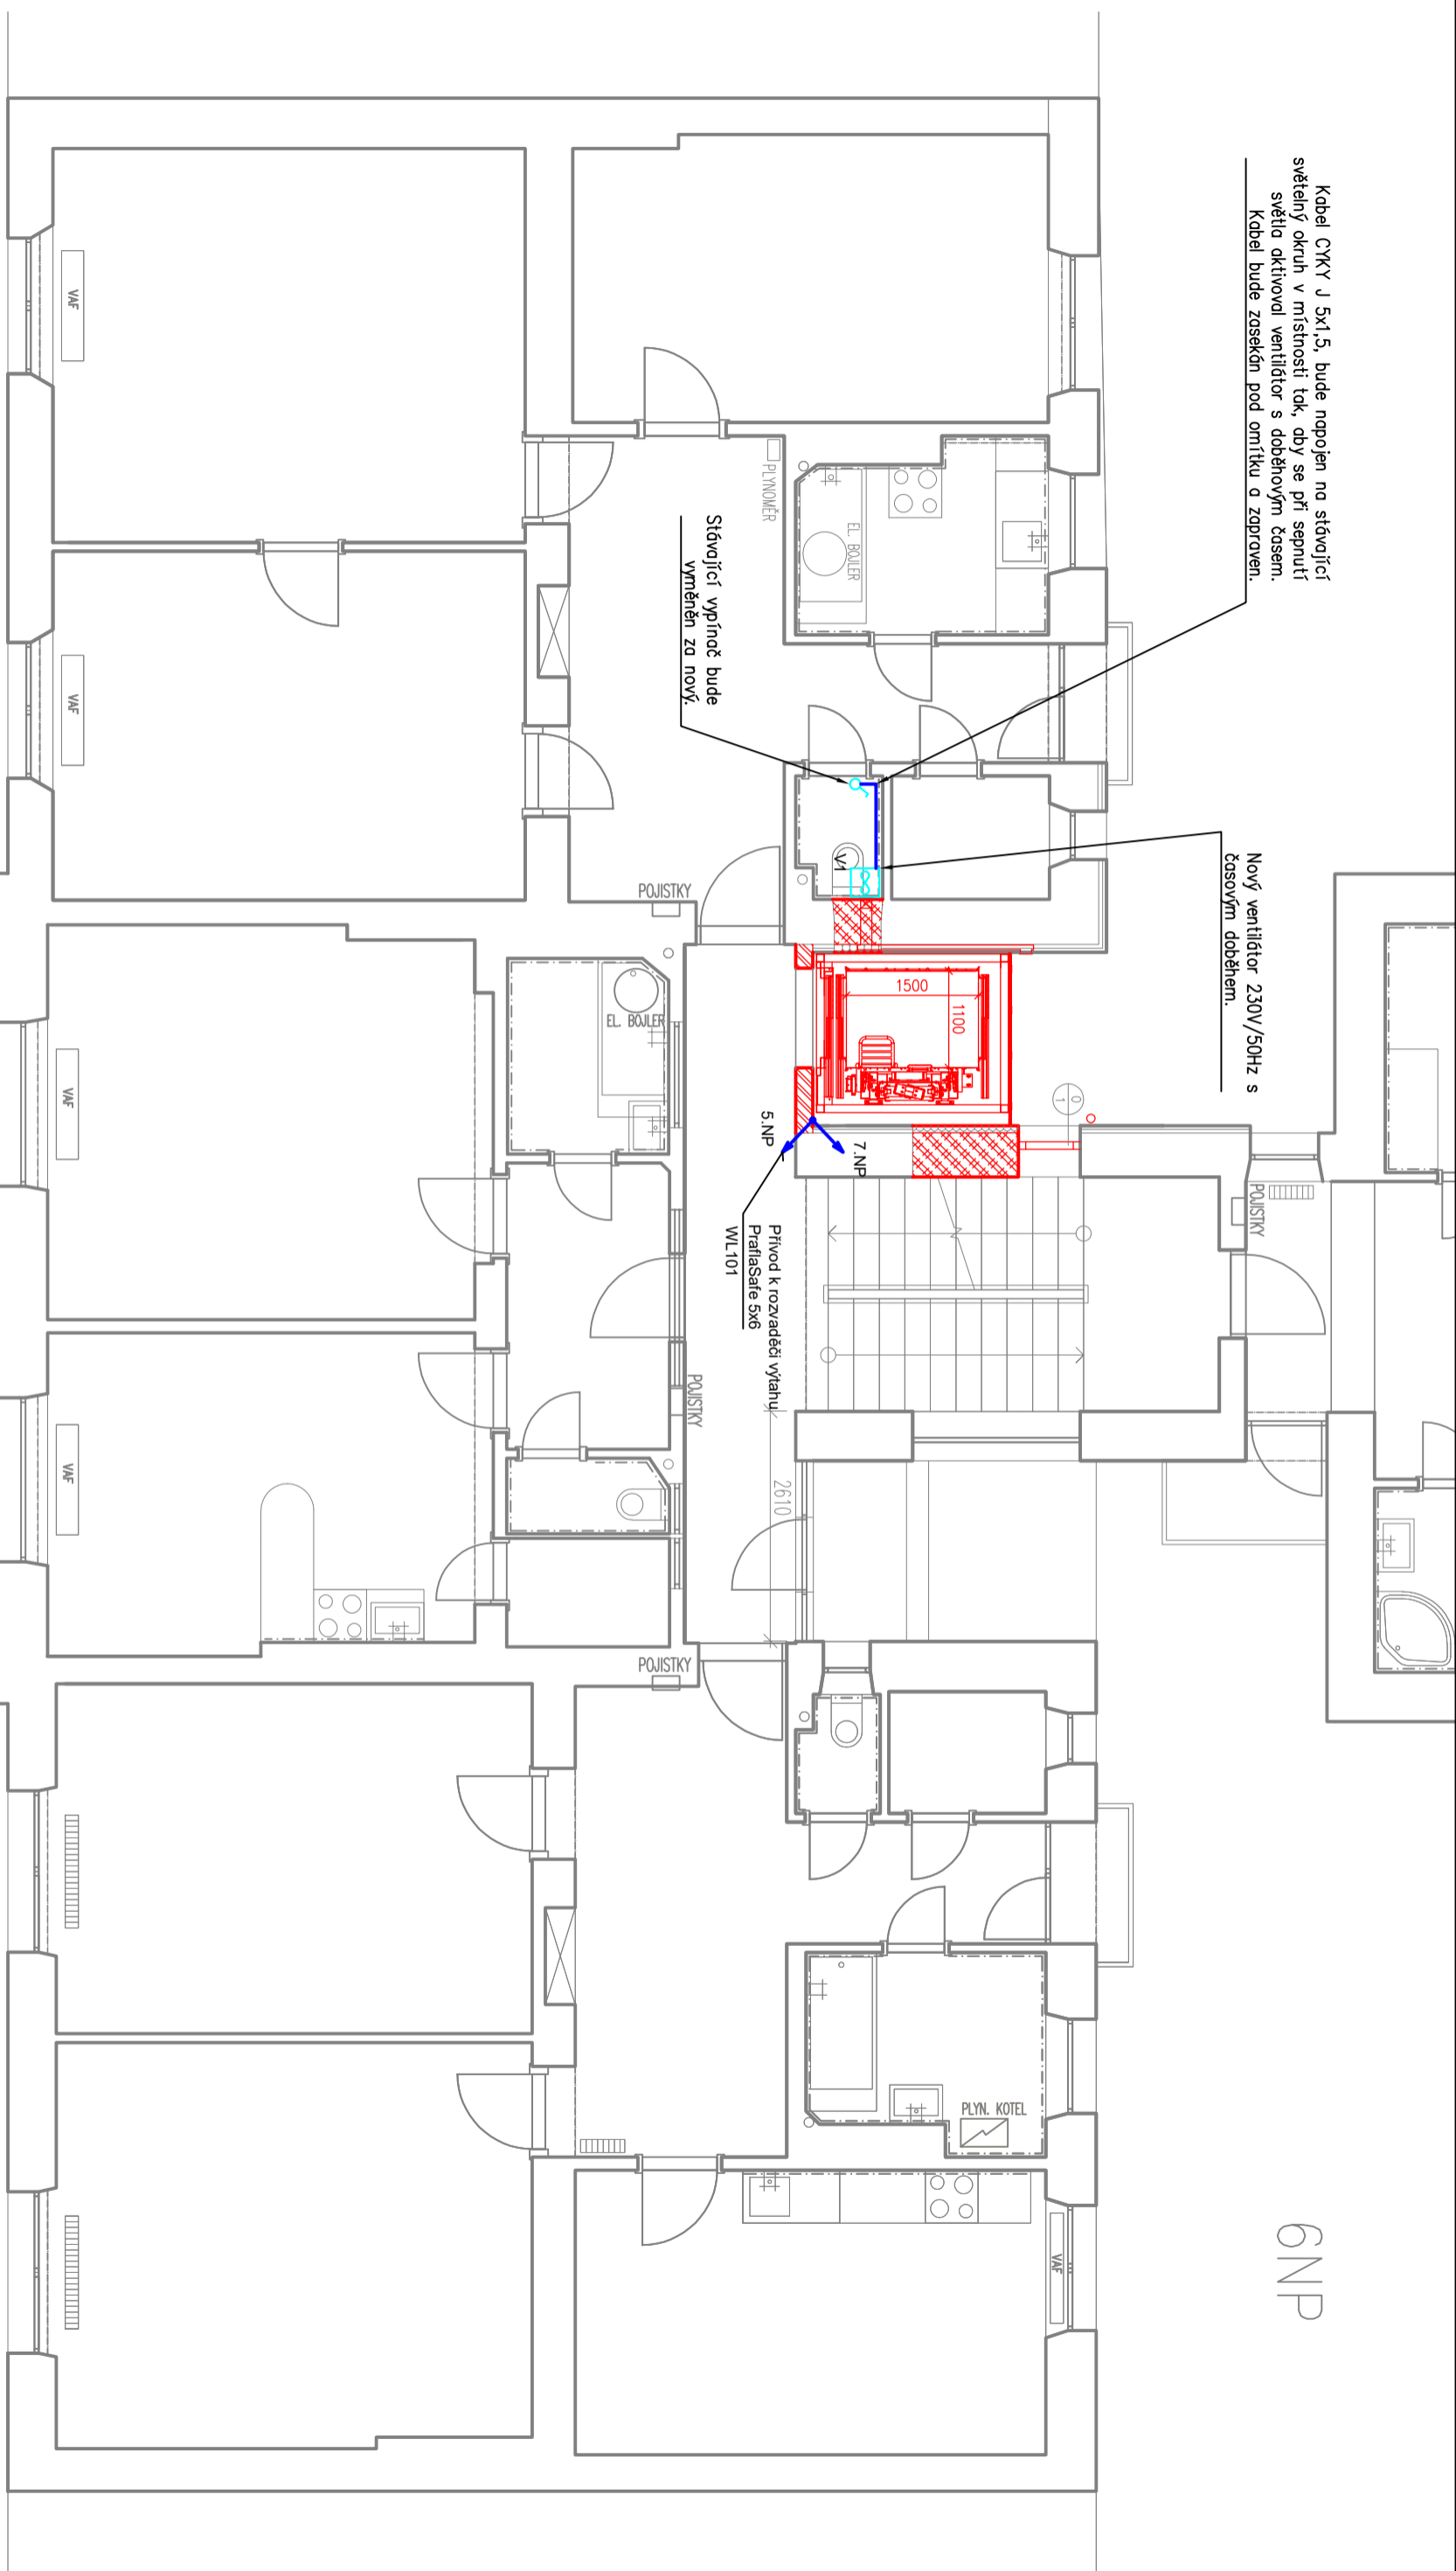 Kabel CYKY J 5x1,5, bude napojen na stávající
světelný okruh v místnosti tak, aby se při sepnutí
světla aktivoval ventilátor s doběhovým časem.
Kabel bude zasekán pod omítku a zapraven.
Nový ventilátor 230V/50Hz s
časovým doběhem.
Stávající vypínač bude
vyměněn za nový.
PLYNOMĚR
EL. BOJLER
V1
VAF
VAF
POJISTKY
1500
1100
0
1
7.NP
5.NP
Přívod k rozvaděči výtahu
PraflaSafe 5x6
WL101
POJISTKY
EL. BOJLER
VAF
POJISTKY
2610
VAF
POJISTKY
PLYN. KOTEL
VAF
6NP